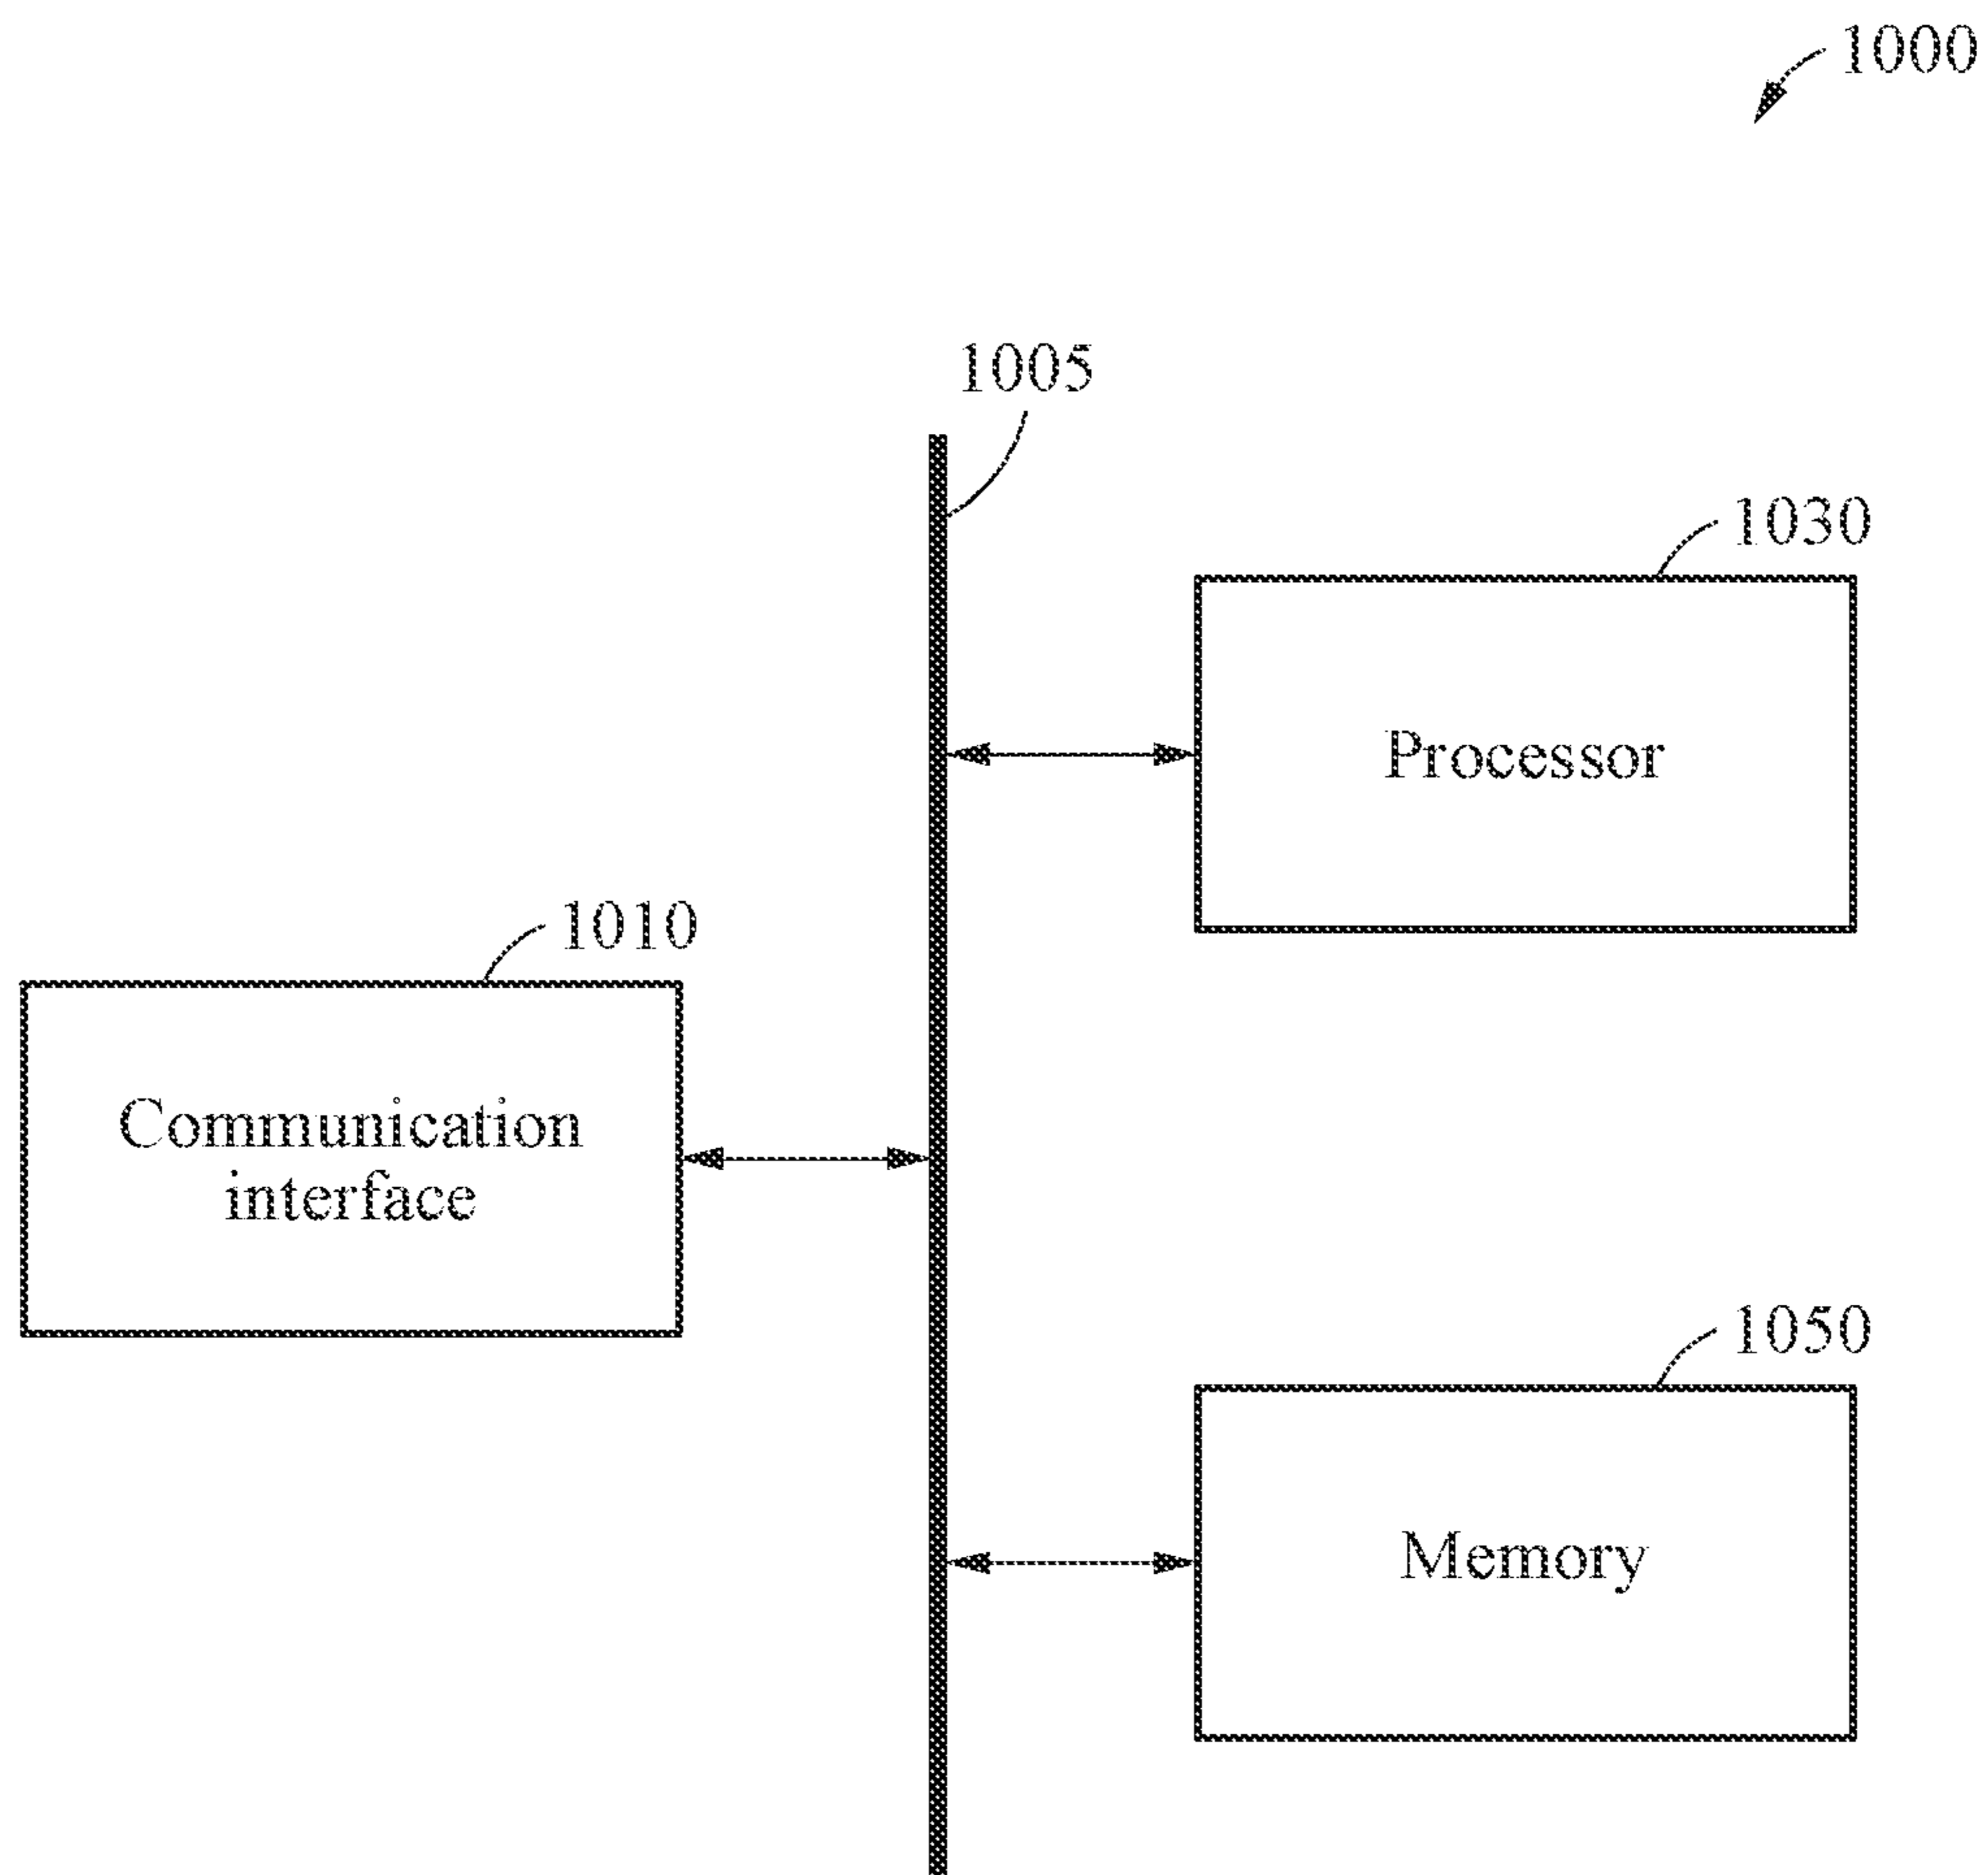 1000
1005
1030
Processor
1010
Communication
interface
1050
Memory